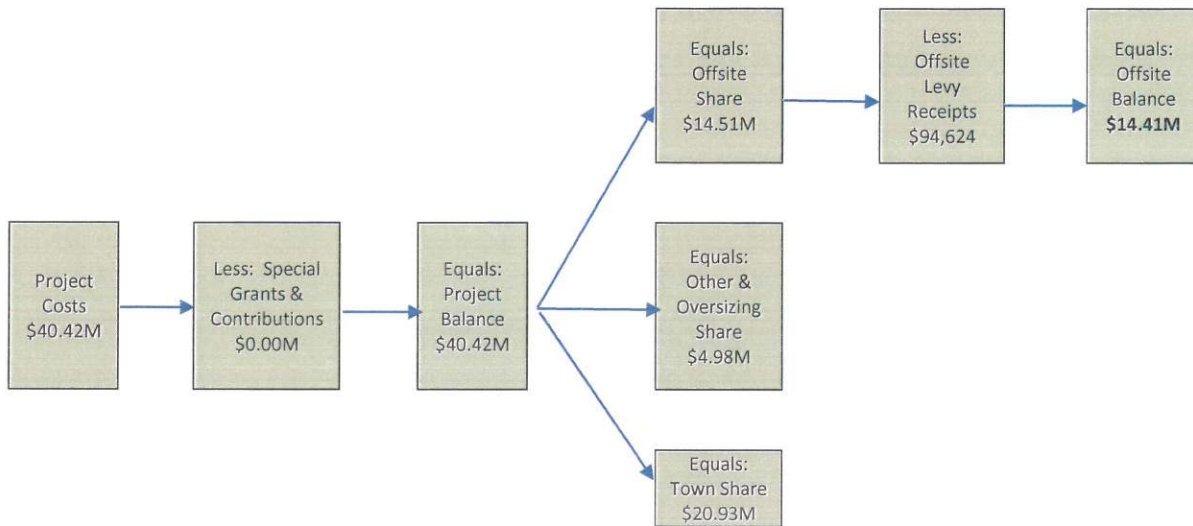 Project
Costs
$40.42M
Less: Special
Grants &
Contributions
$0.00M
Equals:
Project
Balance
$40.42M
Equals:
Offsite
Share
$14.51M
Less:
Offsite
Levy
Receipts
$94,624
Equals:
Offsite
Balance
$14.41M
Equals:
Other &
Oversizing
Share
$4.98M
Equals:
Town Share
$20.93M